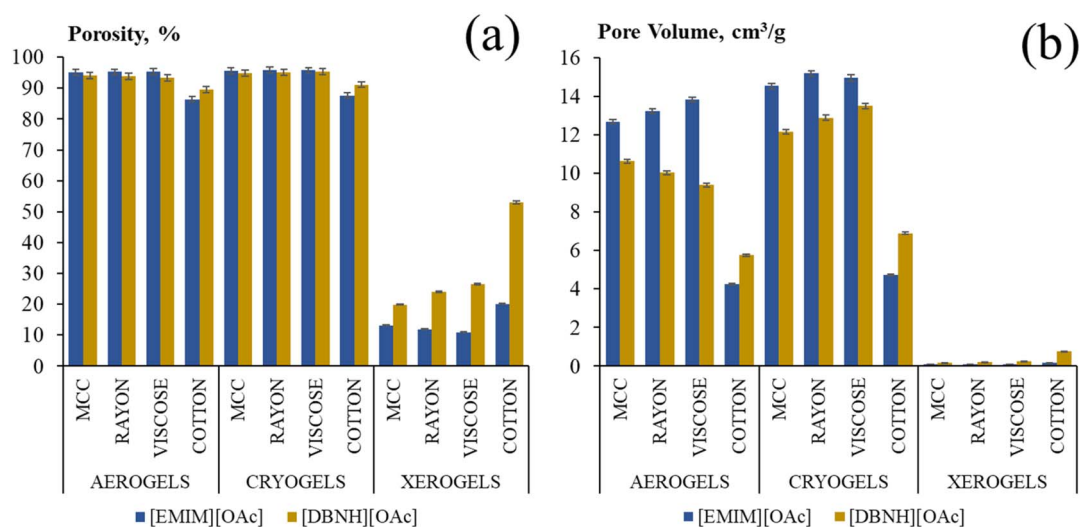 Porosity, %
(a)
100
90
80
70
60
50
40
30
20
10
0
MCC
RAYON
VISCOSE
COTTON
MCC
RAYON
VISCOSE
COTTON
MCC
RAYON
VISCOSE
COTTON
AEROGELS CRYOGELS XEROGELS
[EMIM][OAc] [DBNH][OAc]
Pore Volume, cm³/g
(b)
16
14
12
10
8
6
4
2
0
MCC
RAYON
VISCOSE
COTTON
MCC
RAYON
VISCOSE
COTTON
MCC
RAYON
VISCOSE
COTTON
AEROGELS CRYOGELS XEROGELS
[EMIM][OAc] [DBNH][OAc]